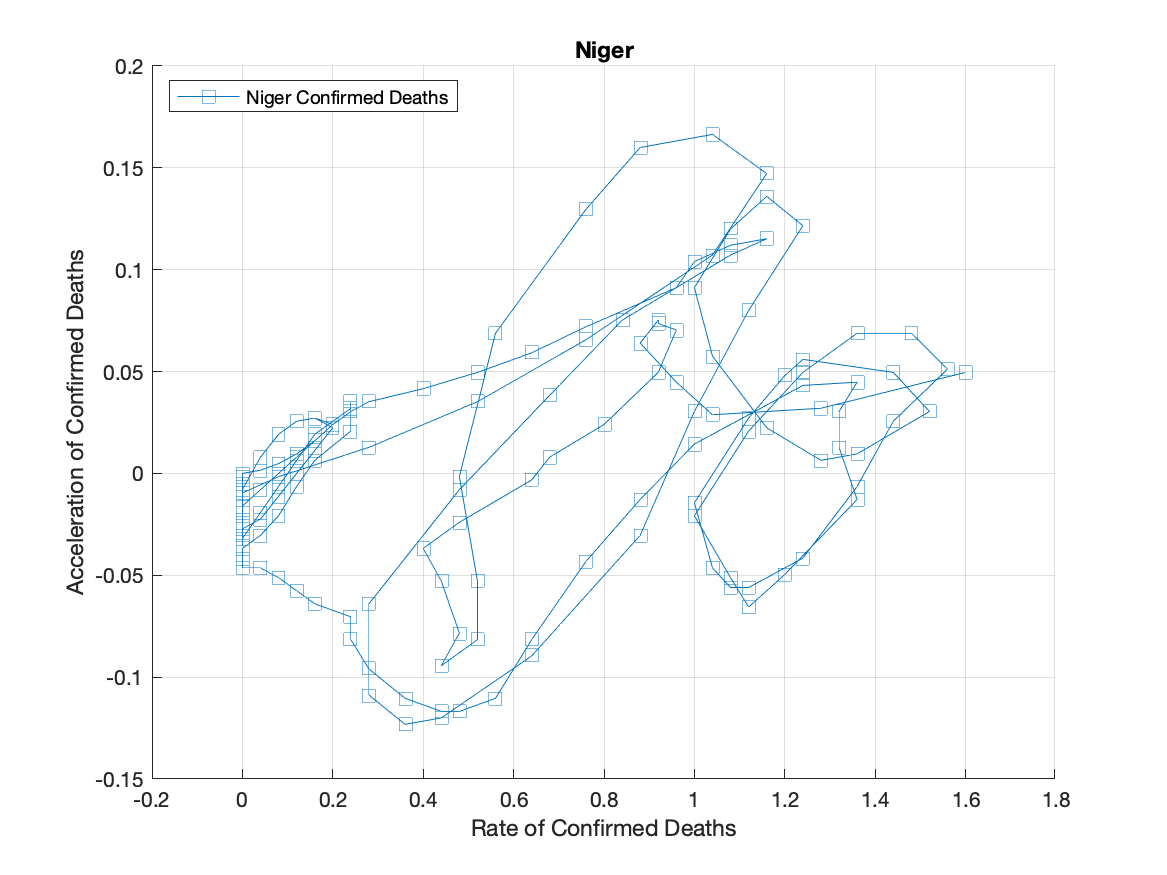 Niger
Niger Confirmed Deaths
0.2
0.15
0.1
0.05
0
-0.05
-0.1
-0.15
Acceleration of Confirmed Deaths
-0.2 0 0.2 0.4 0.6 0.8 1 1.2 1.4 1.6 1.8
Rate of Confirmed Deaths